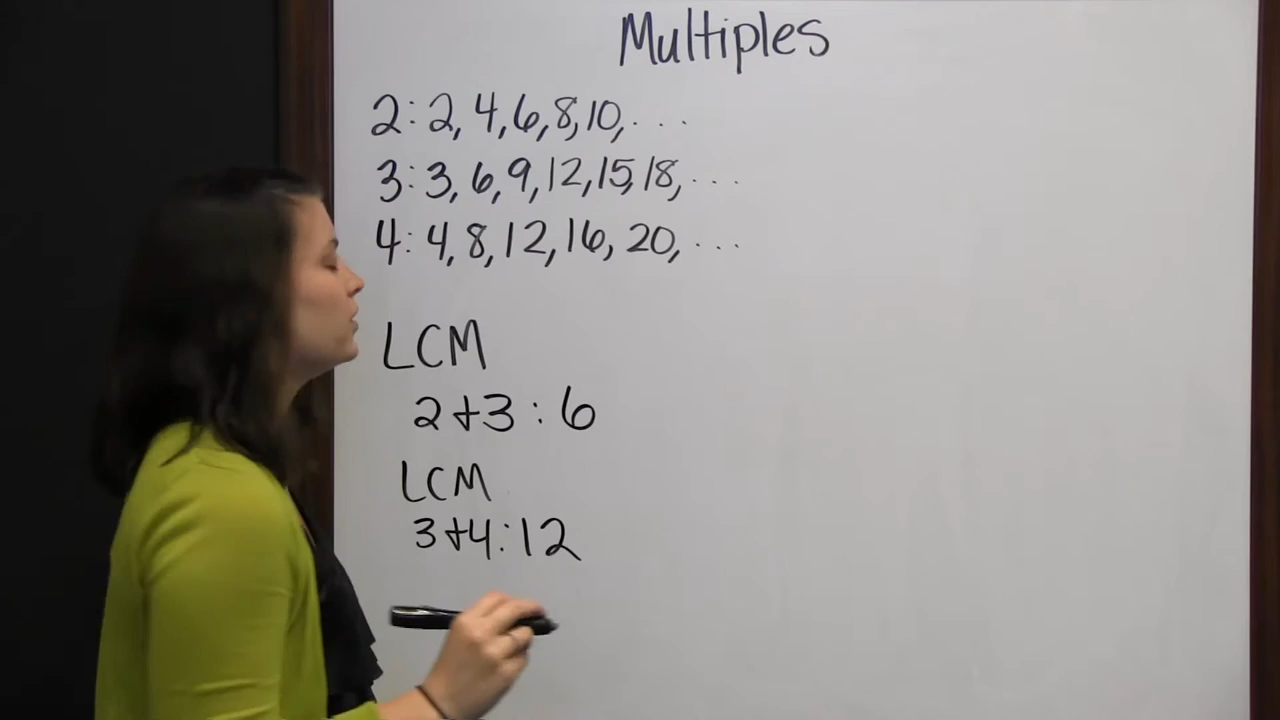 Multiples
2: 2, 4, 6, 8, 10, . . .
3: 3, 6, 9, 12, 15, 18, . . .
4: 4, 8, 12, 16, 20, . . .
LCM
2+3 : 6
LCM
3+4: 12